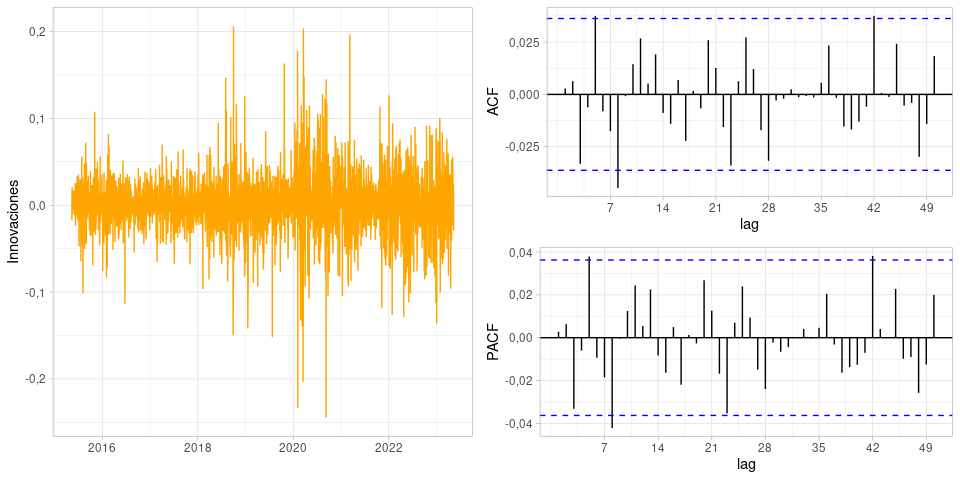 Innovaciones
0,2
0,1
0,0
-0,1
-0,2
2016 2018 2020 2022
ACF
0,025
0,000
-0,025
7 14 21 28 35 42 49
lag
PACF
0,04
0,02
0,00
-0,02
-0,04
7 14 21 28 35 42 49
lag